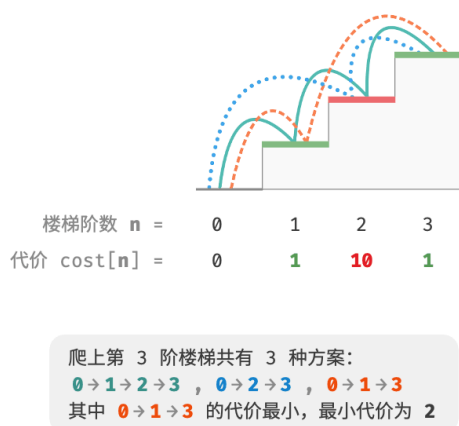 楼梯阶数 n = 0 1 2 3
代价 cost[n] = 0 1 10 1
爬上第 3 阶楼梯共有 3 种方案：
0→1→2→3 , 0→2→3 , 0→1→3
其中 0→1→3 的代价最小，最小代价为 2